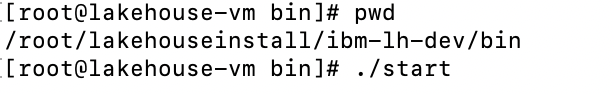 [root@lakehouse-vm bin]# pwd
/root/lakehouseinstall/ibm-lh-dev/bin
[root@lakehouse-vm bin]# ./start